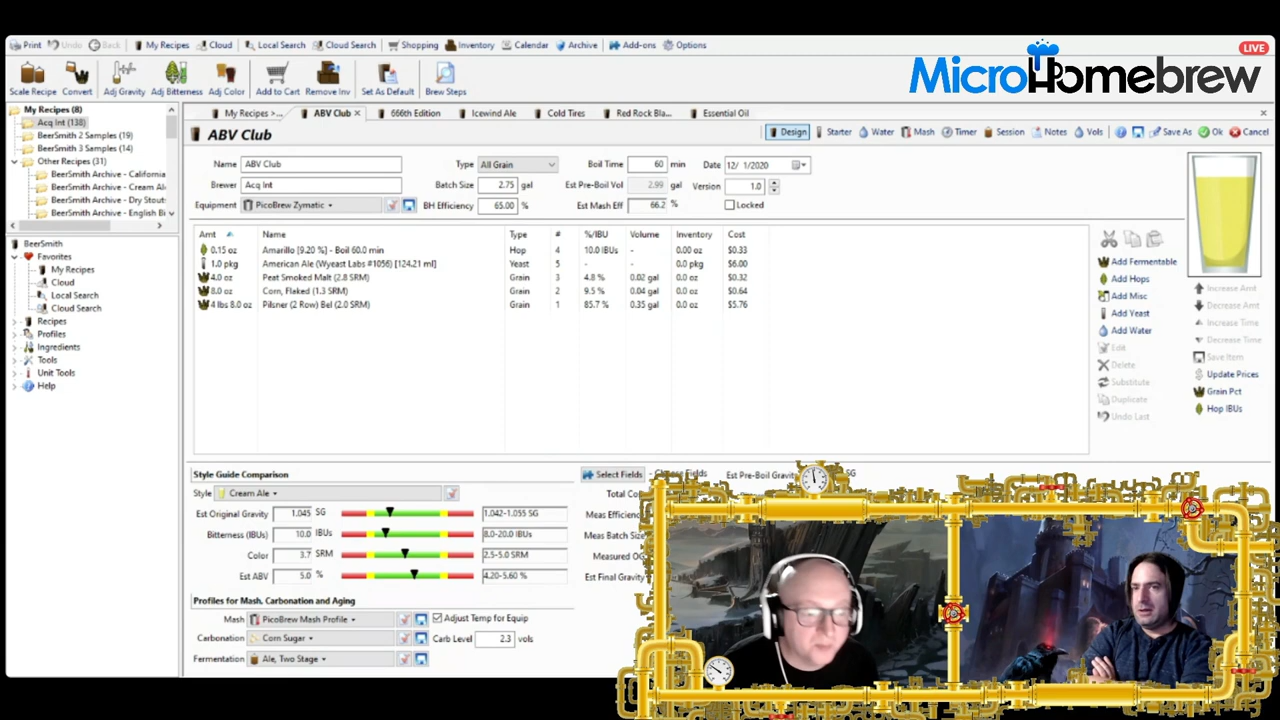 Print Undo Back My Recipes Cloud Local Search Cloud Search Shopping Inventory Calendar Archive Add-ons Options
LIVE
MicroHomebrew
Scale Recipe Convert Adj Gravity Adj Bitterness Adj Color Add to Cart Remove Inv Set As Default Brew Steps
My Recipes (8)
Acq Int (138)
BeerSmith 2 Samples (19)
BeerSmith 3 Samples (14)
Other Recipes (31)
BeerSmith Archive - California
BeerSmith Archive - Cream Al
BeerSmith Archive - Dry Stout
BeerSmith Archive - English Bi
BeerSmith
Favorites
My Recipes
Cloud
Local Search
Cloud Search
Recipes
Profiles
Ingredients
Tools
Unit Tools
Help
My Recipes >... ABV Club 666th Edition Icewind Ale Cold Tires Red Rock Bla... Essential Oil
ABV Club
Design Starter Water Mash Timer Session Notes Vols Save As Ok Cancel
Name ABV Club Type All Grain Boil Time 60 min Date 12/ 1/2020
Brewer Acq Int Batch Size 2.75 gal Est Pre-Boil Vol 2.99 gal Version 1.0
Equipment PicoBrew Zymatic BH Efficiency 65.00 % Est Mash Eff 66.2 % Locked
Amt Name Type # %/IBU Volume Inventory Cost
0.15 oz Amarillo [9.20 %] - Boil 60.0 min Hop 4 10.0 IBUs - 0.00 oz $0.33
1.0 pkg American Ale (Wyeast Labs #1056) [124.21 ml] Yeast 5 - - 0.0 pkg $6.00
4.0 oz Peat Smoked Malt (2.8 SRM) Grain 3 4.8 % 0.02 gal 0.0 oz $0.32
8.0 oz Corn, Flaked (1.3 SRM) Grain 2 9.5 % 0.04 gal 0.0 oz $0.64
4 lbs 8.0 oz Pilsner (2 Row) Bel (2.0 SRM) Grain 1 85.7 % 0.35 gal 0.0 oz $5.76
Add Fermentable
Add Hops
Add Misc
Add Yeast
Add Water
Edit
Delete
Substitute
Duplicate
Undo Last
Increase Amt
Decrease Amt
Increase Time
Decrease Time
Save Item
Update Prices
Grain Pct
Hop IBUs
Style Guide Comparison
Style Cream Ale
Est Original Gravity 1.045 SG 1.042-1.055 SG
Bitterness (IBUs) 10.0 IBUs 8.0-20.0 IBUs
Color 3.7 SRM 2.5-5.0 SRM
Est ABV 5.0 % 4.20-5.60 %
Select Fields - Choose Fields Est Pre-Boil Gravity SG
Total Co
Meas Efficienc
Meas Batch Siz
Measured OG
Est Final Gravity
Profiles for Mash, Carbonation and Aging
Mash PicoBrew Mash Profile Adjust Temp for Equip
Carbonation Corn Sugar Carb Level 2.3 vols
Fermentation Ale, Two Stage